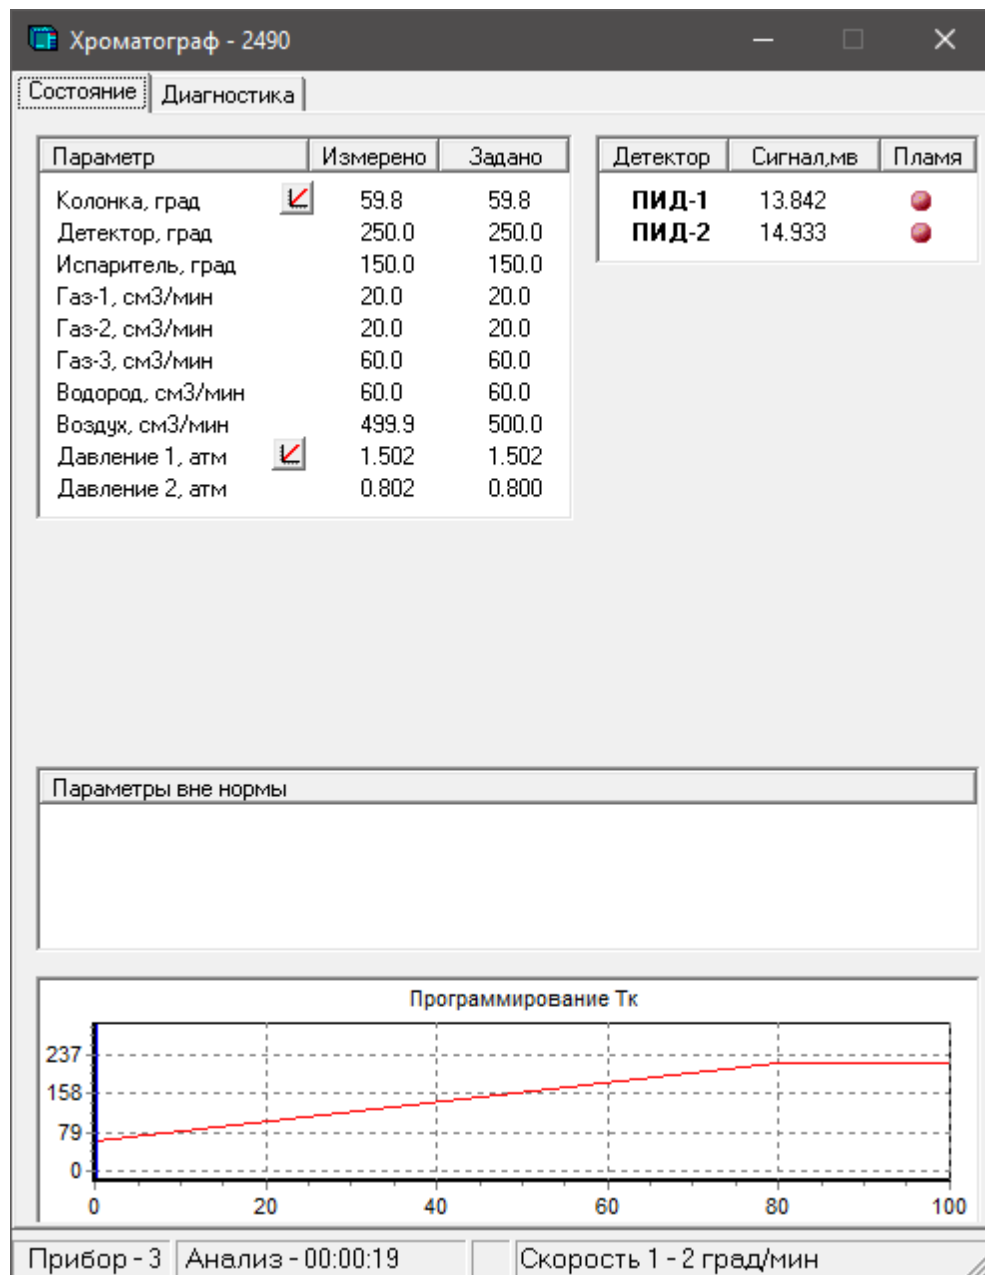 Хроматограф - 2490
Состояние Диагностика
Параметр Измерено Задано
Колонка, град 59.8 59.8
Детектор, град 250.0 250.0
Испаритель, град 150.0 150.0
Газ-1, см3/мин 20.0 20.0
Газ-2, см3/мин 20.0 20.0
Газ-3, см3/мин 60.0 60.0
Водород, см3/мин 60.0 60.0
Воздух, см3/мин 499.9 500.0
Давление 1, атм 1.502 1.502
Давление 2, атм 0.802 0.800
Детектор Сигнал,мв Пламя
ПИД-1 13.842
ПИД-2 14.933
Параметры вне нормы
Программирование Тк
237
158
79
0
0 20 40 60 80 100
Прибор - 3 Анализ - 00:00:19 Скорость 1 - 2 град/мин